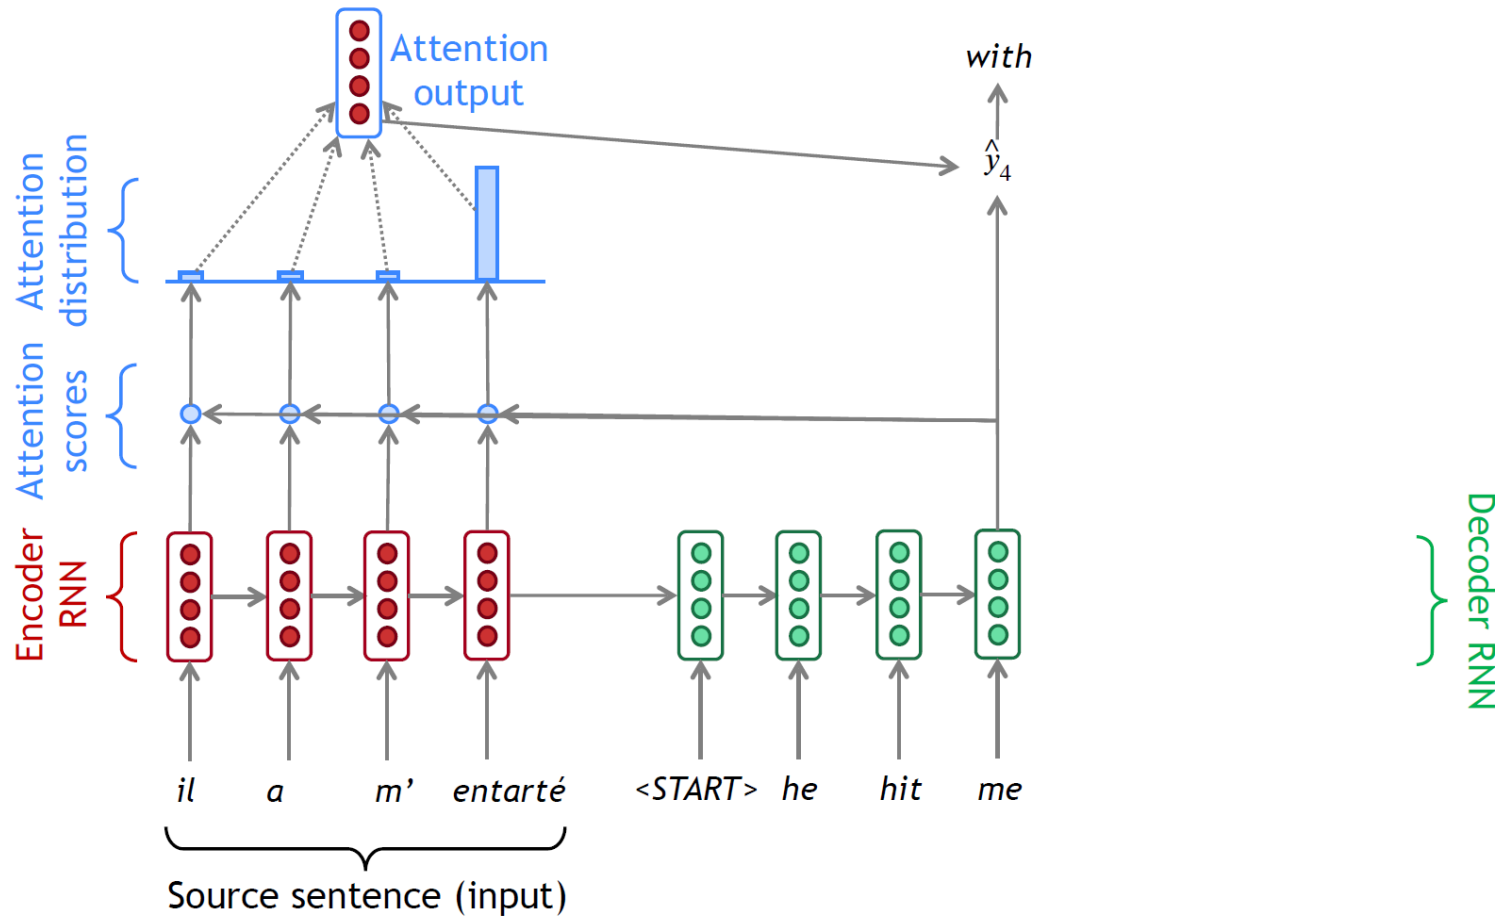 Attention
output
with
ŷ4
Attention
distribution
Attention
scores
Encoder
RNN
Decoder RNN
il a m’ entarté <START> he hit me
Source sentence (input)